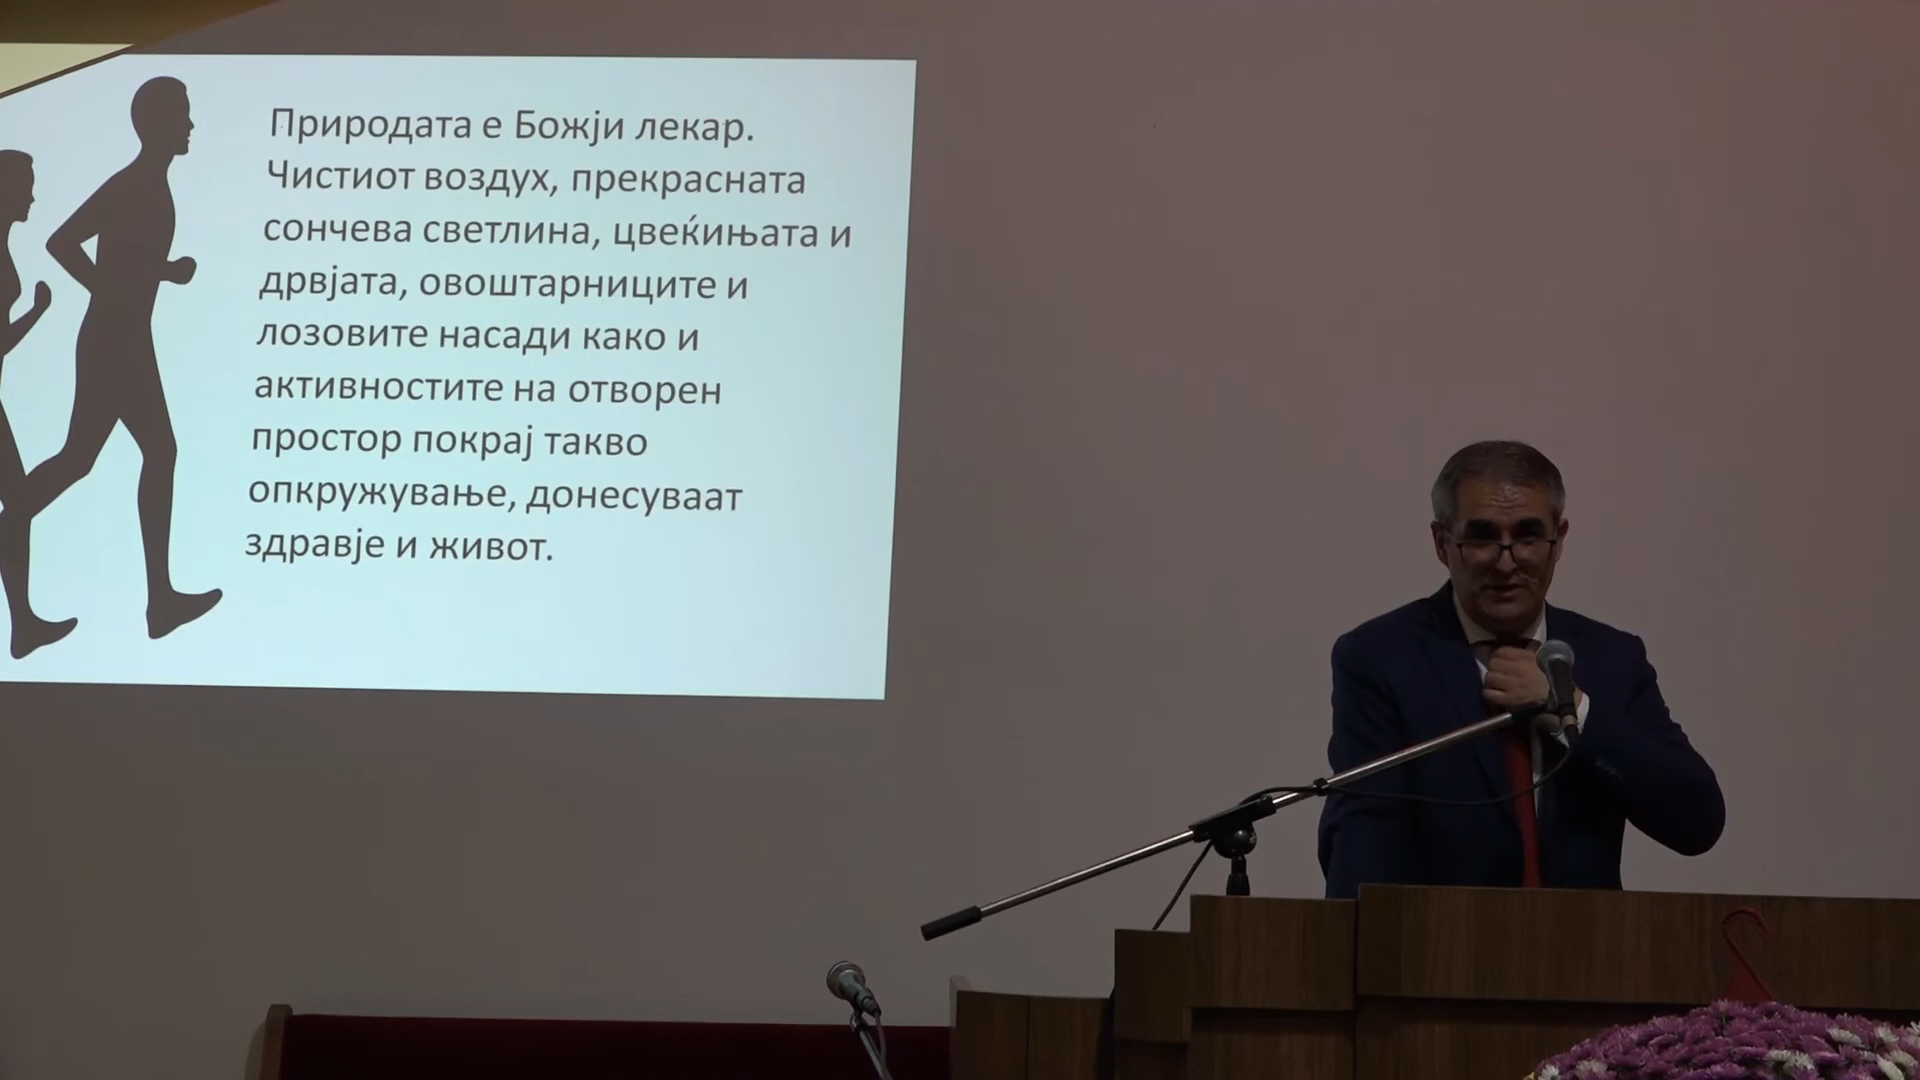 Природата е Божји лекар.
Чистиот воздух, прекрасната
сончева светлина, цвеќињата и
дрвјата, овоштарниците и
лозовите насади како и
активностите на отворен
простор покрај такво
опкружување, донесуваат
здравје и живот.